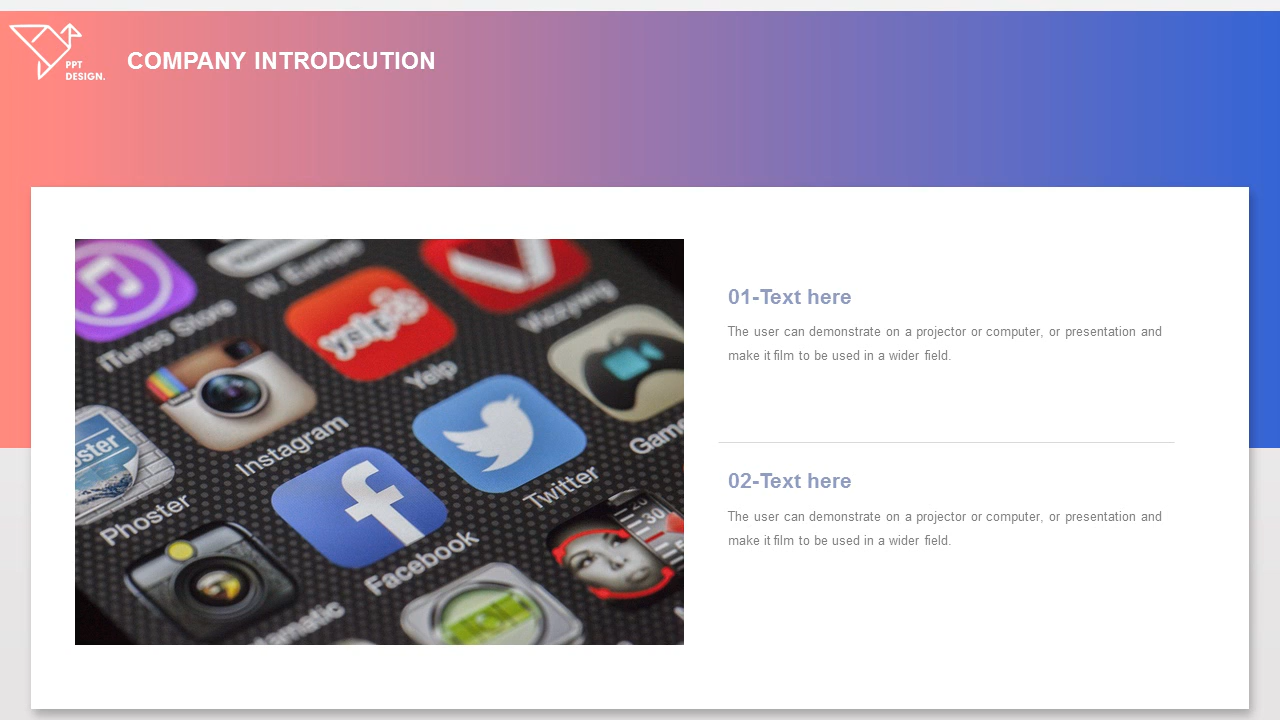 PPT
DESIGN.
COMPANY INTRODCUTION
iTunes Store
W. Europe
yelp
Yelp
Instagram
Phoster
Facebook
Twitter
30
01-Text here
The user can demonstrate on a projector or computer, or presentation and
make it film to be used in a wider field.
02-Text here
The user can demonstrate on a projector or computer, or presentation and
make it film to be used in a wider field.